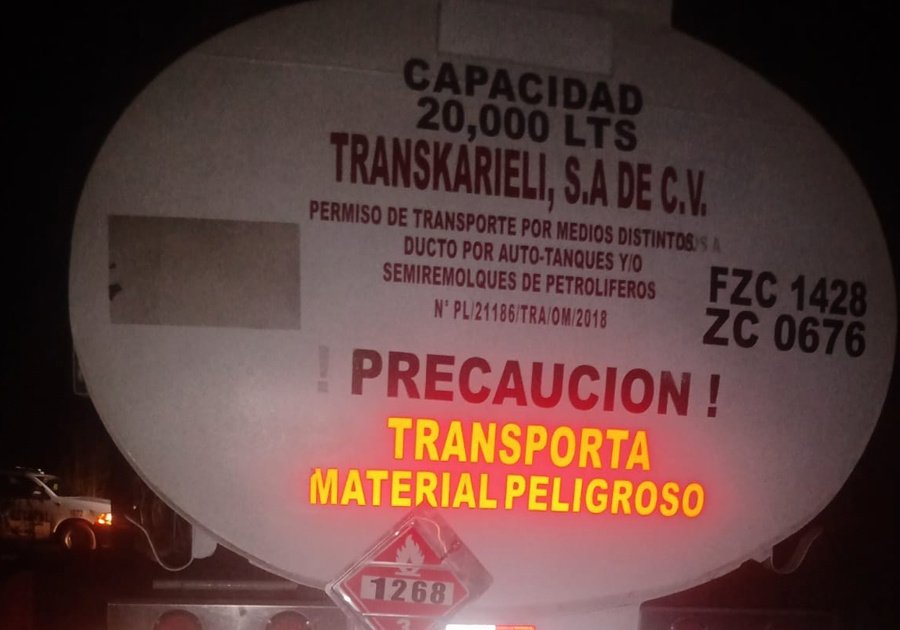 CAPACIDAD
20,000 LTS
TRANSKARIELI, S.A DE C.V.
PERMISO DE TRANSPORTE POR MEDIOS DISTINTOS A
DUCTO POR AUTO-TANQUES Y/O
SEMIREMOLQUES DE PETROLIFEROS
N° PL/21186/TRA/OM/2018
FZC 1428
ZC 0676
¡ PRECAUCION !
TRANSPORTA
MATERIAL PELIGROSO
1268
3